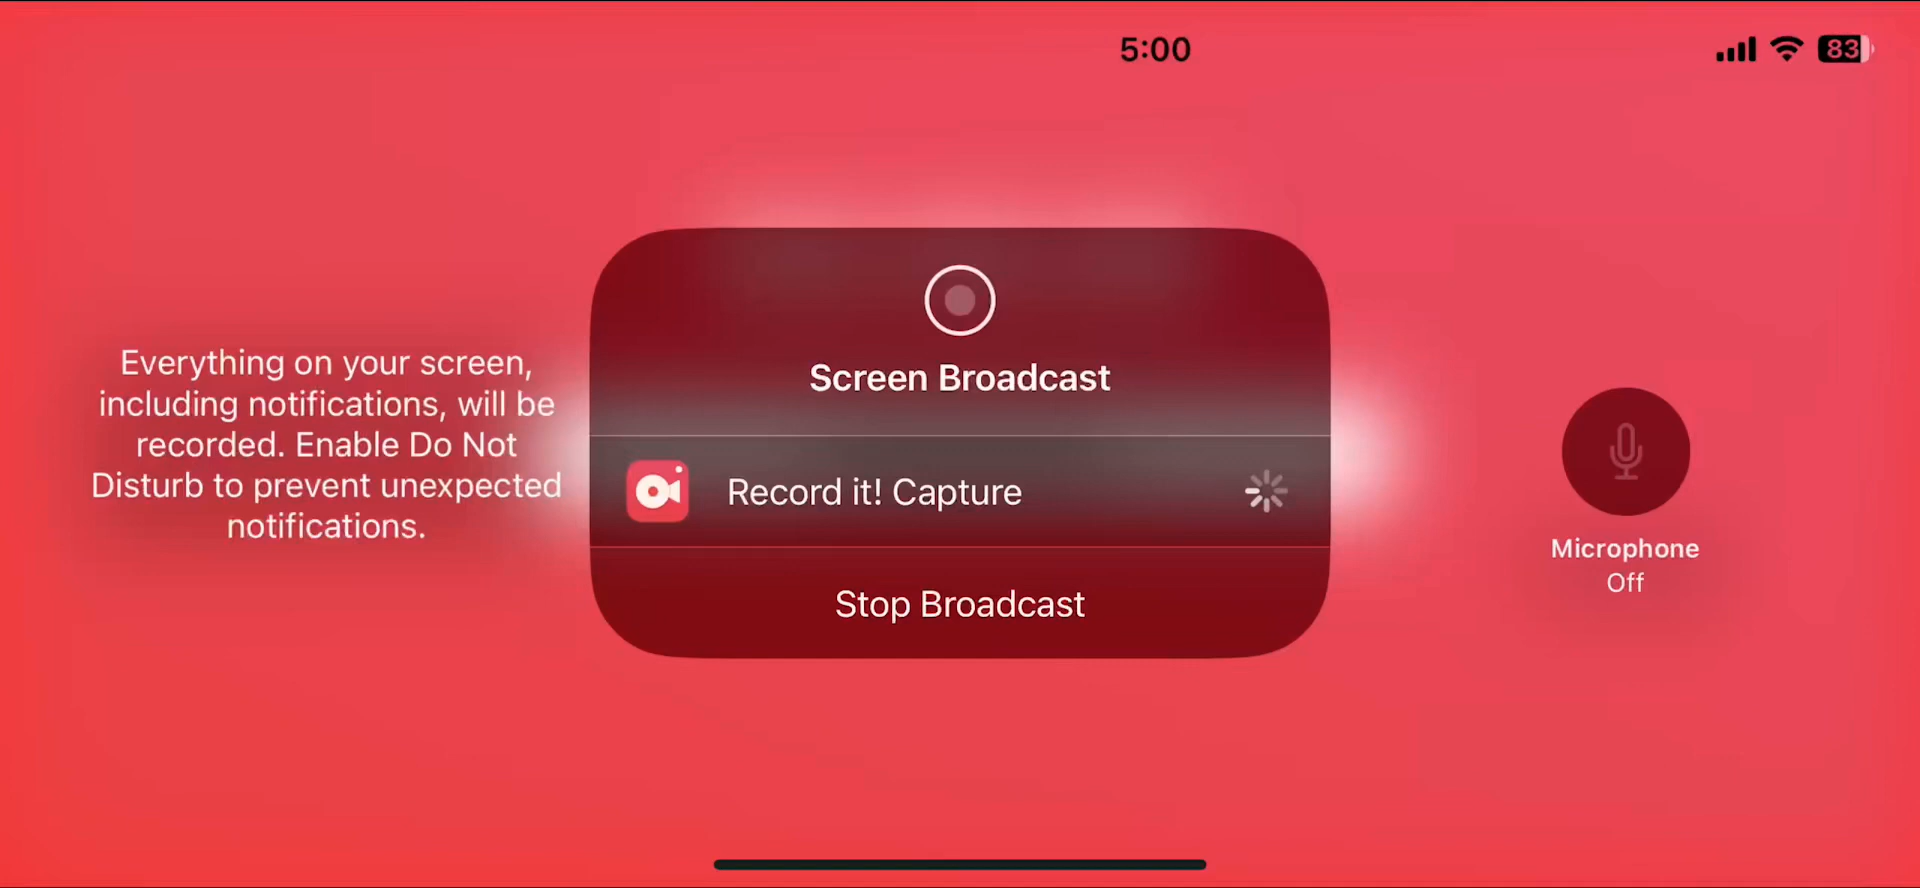 5:00
83
Everything on your screen,
including notifications, will be
recorded. Enable Do Not
Disturb to prevent unexpected
notifications.
Screen Broadcast
Record it! Capture
Stop Broadcast
Microphone
Off